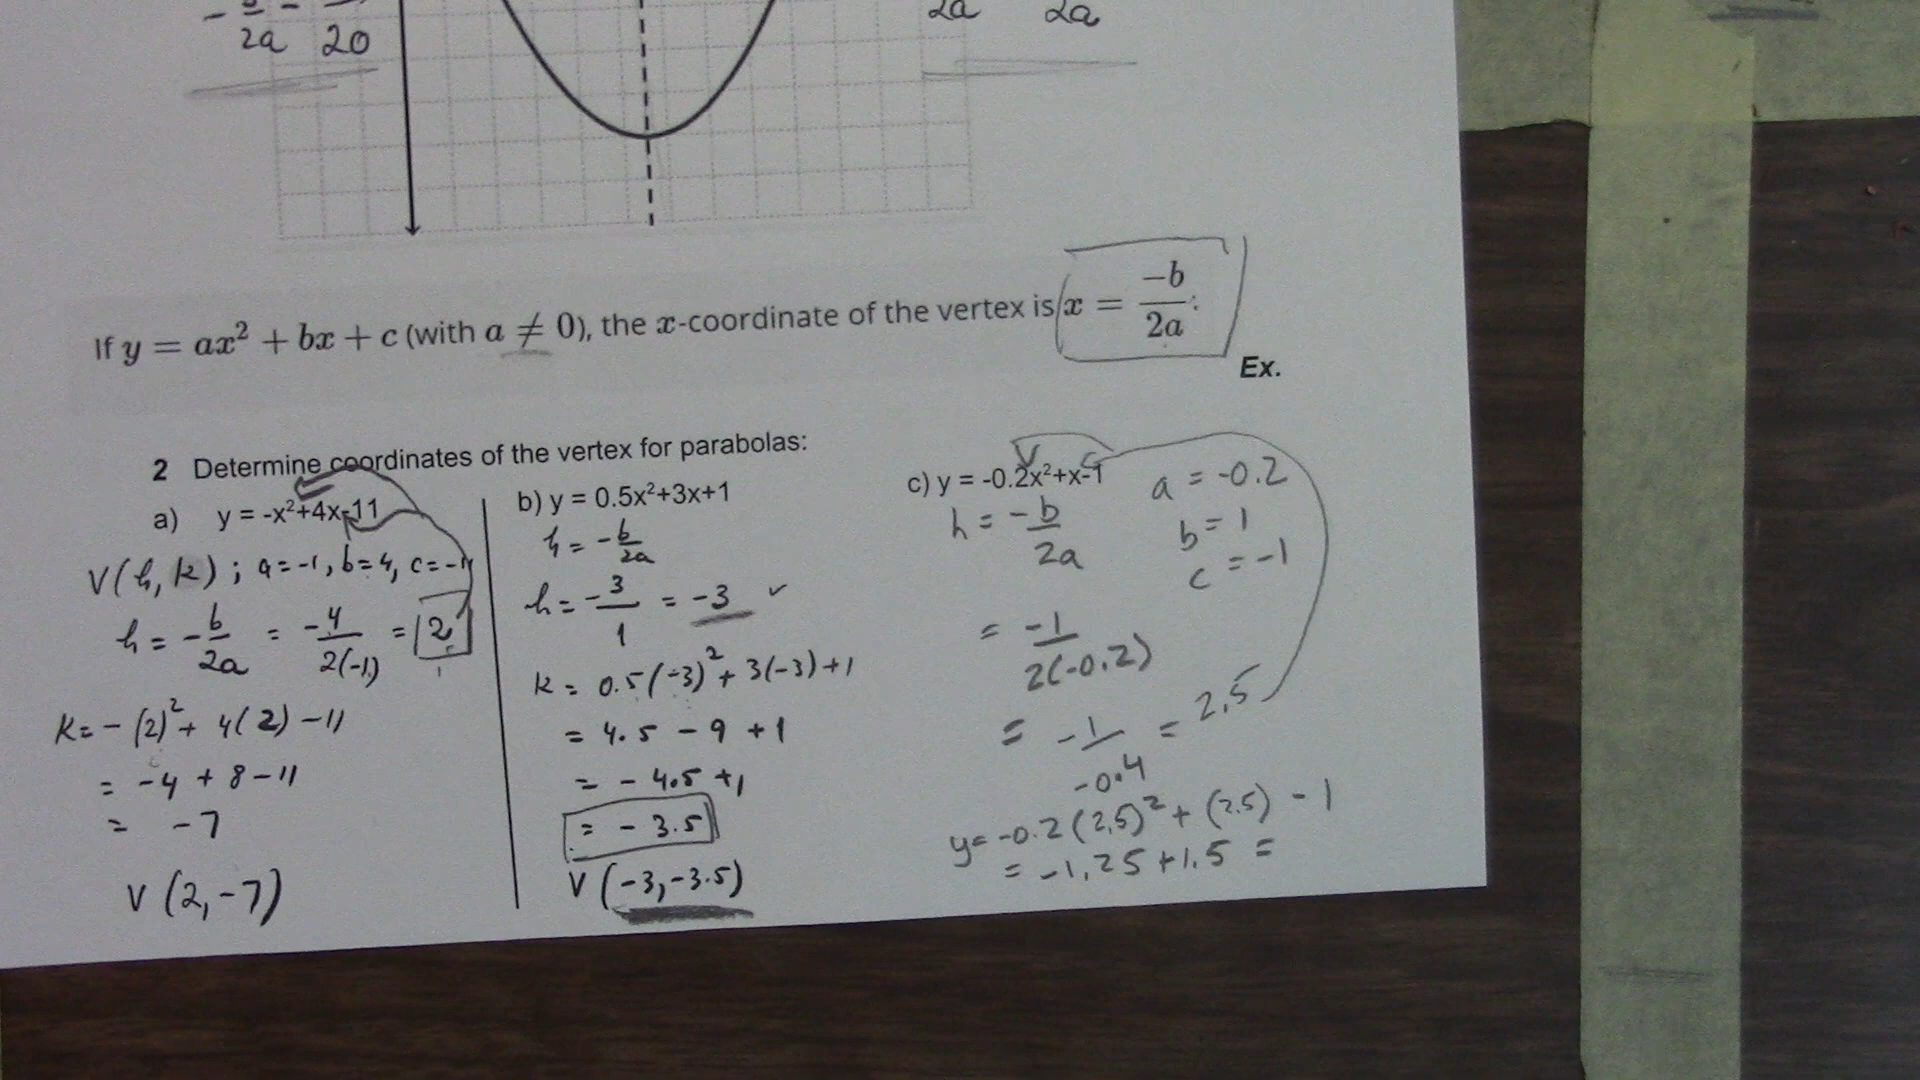 2a 20
2a 2a
If y = ax² + bx + c (with a ≠ 0), the x-coordinate of the vertex is x = -b/2a.
Ex.
2 Determine coordinates of the vertex for parabolas:
a) y = -x²+4x-11
V(h,k); a=-1, b=4, c=-11
h = -b/2a = -4/2(-1) = 2
k = -(2)² + 4(2) - 11
= -4 + 8 - 11
= -7
V (2,-7)
b) y = 0.5x²+3x+1
h = -b/2a
h = -3/1 = -3 ✓
k = 0.5(-3)² + 3(-3)+1
= 4.5 - 9 + 1
= -4.5 +1
= -3.5
V (-3,-3.5)
c) y = -0.2x²+x-1
a = -0.2
b = 1
c = -1
h = -b/2a
= -1/2(-0.2)
= -1/-0.4 = 2.5
y= -0.2(2.5)² + (2.5) - 1
= -1.25 + 1.5 =